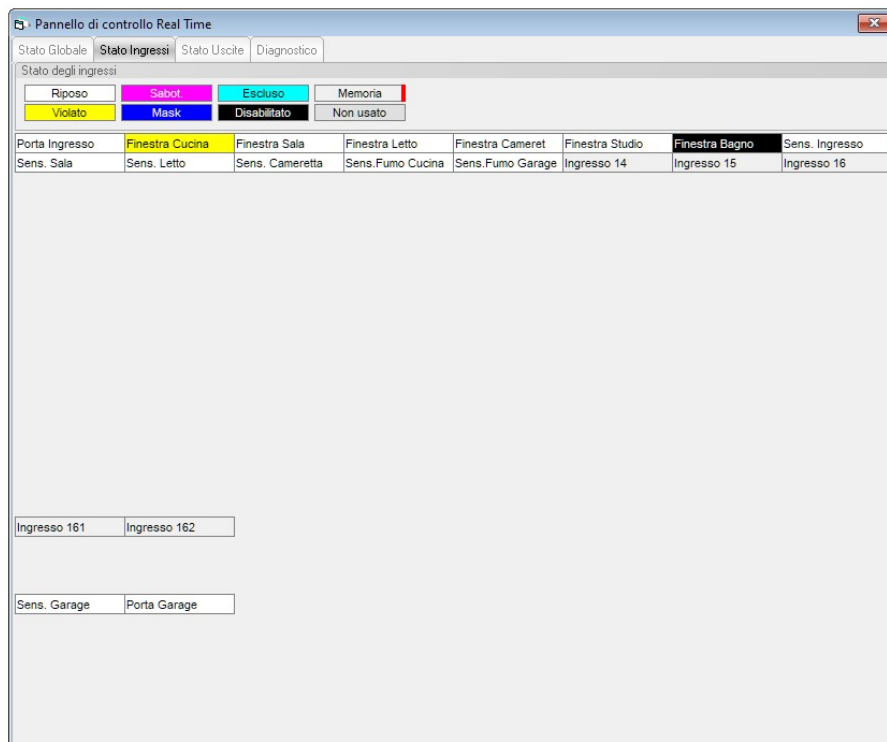 Pannello di controllo Real Time
Stato Globale Stato Ingressi Stato Uscite Diagnostico
Stato degli ingressi
Riposo Sabot. Escluso Memoria
Violato Mask Disabilitato Non usato
Porta Ingresso Finestra Cucina Finestra Sala Finestra Letto Finestra Cameret Finestra Studio Finestra Bagno Sens. Ingresso
Sens. Sala Sens. Letto Sens. Cameretta Sens.Fumo Cucina Sens.Fumo Garage Ingresso 14 Ingresso 15 Ingresso 16
Ingresso 161 Ingresso 162
Sens. Garage Porta Garage